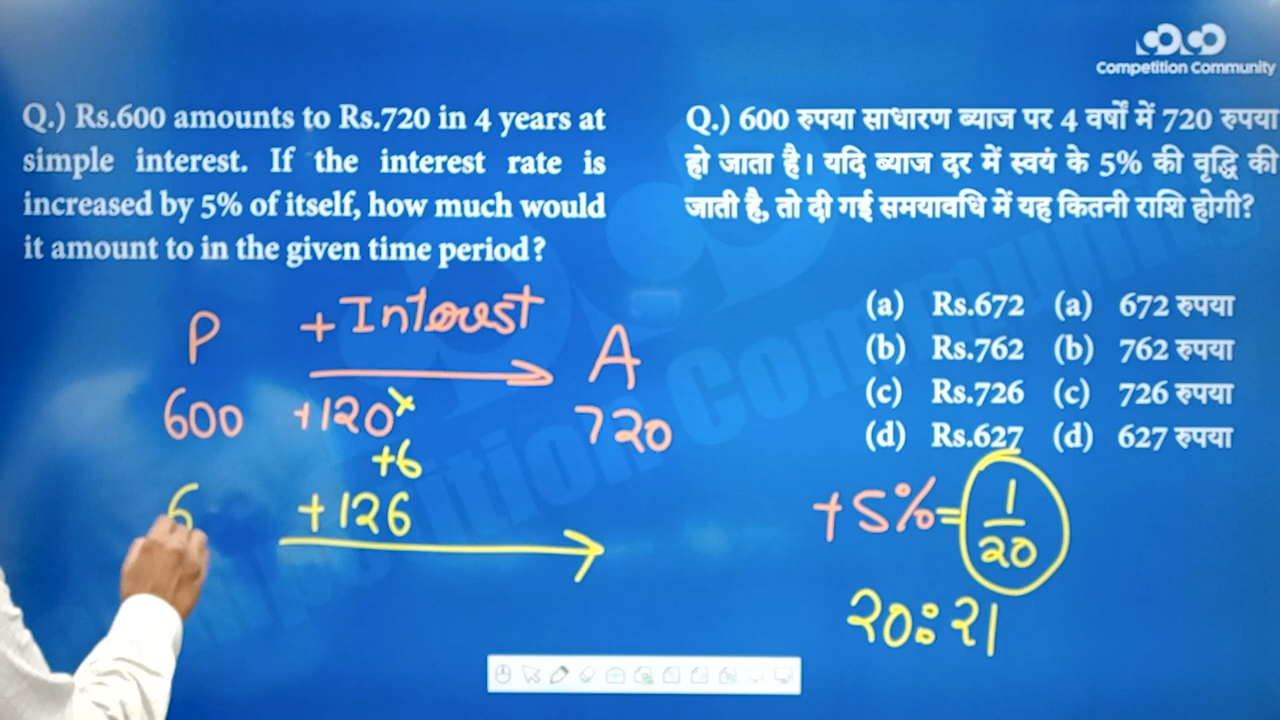 Competition Community
Q.) Rs.600 amounts to Rs.720 in 4 years at
simple interest. If the interest rate is
increased by 5% of itself, how much would
it amount to in the given time period?
Q.) 600 रुपया साधारण ब्याज पर 4 वर्षों में 720 रुपया
हो जाता है। यदि ब्याज दर में स्वयं के 5% की वृद्धि की
जाती है, तो दी गई समयावधि में यह कितनी राशि होगी?
(a) Rs.672 (a) 672 रुपया
(b) Rs.762 (b) 762 रुपया
(c) Rs.726 (c) 726 रुपया
(d) Rs.627 (d) 627 रुपया
P + Interest A
600 +120 720
+6
6 +126
+5% = 1/20
20:21
Competition Community